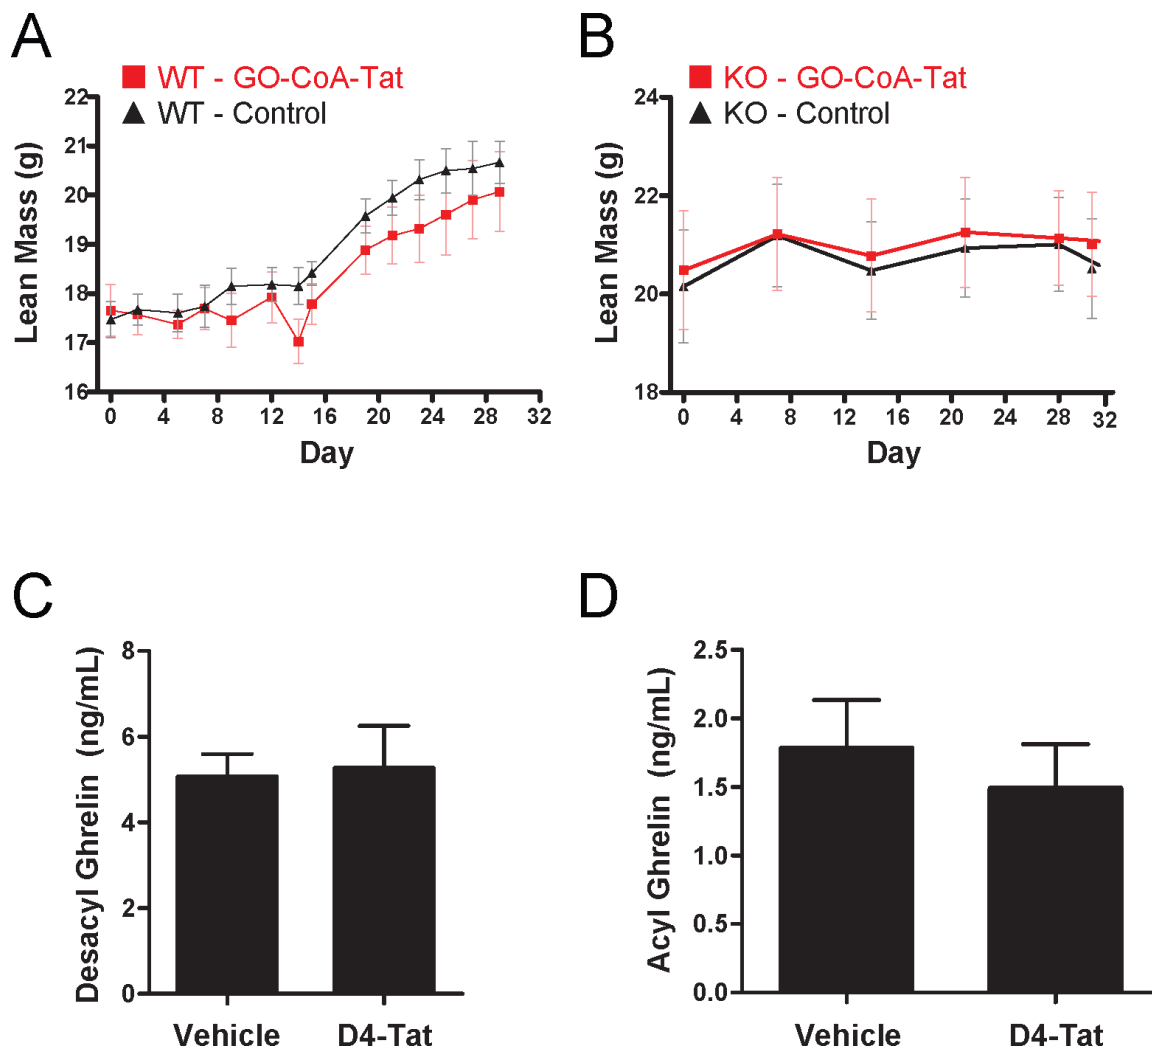 A
WT - GO-CoA-Tat
WT - Control
22
21
20
19
18
17
16
Lean Mass (g)
0 4 8 12 16 20 24 28 32
Day
B
KO - GO-CoA-Tat
KO - Control
24
22
20
18
Lean Mass (g)
0 4 8 12 16 20 24 28 32
Day
C
8
6
4
2
0
Desacyl Ghrelin (ng/mL)
Vehicle D4-Tat
D
2.5
2.0
1.5
1.0
0.5
0.0
Acyl Ghrelin (ng/mL)
Vehicle D4-Tat